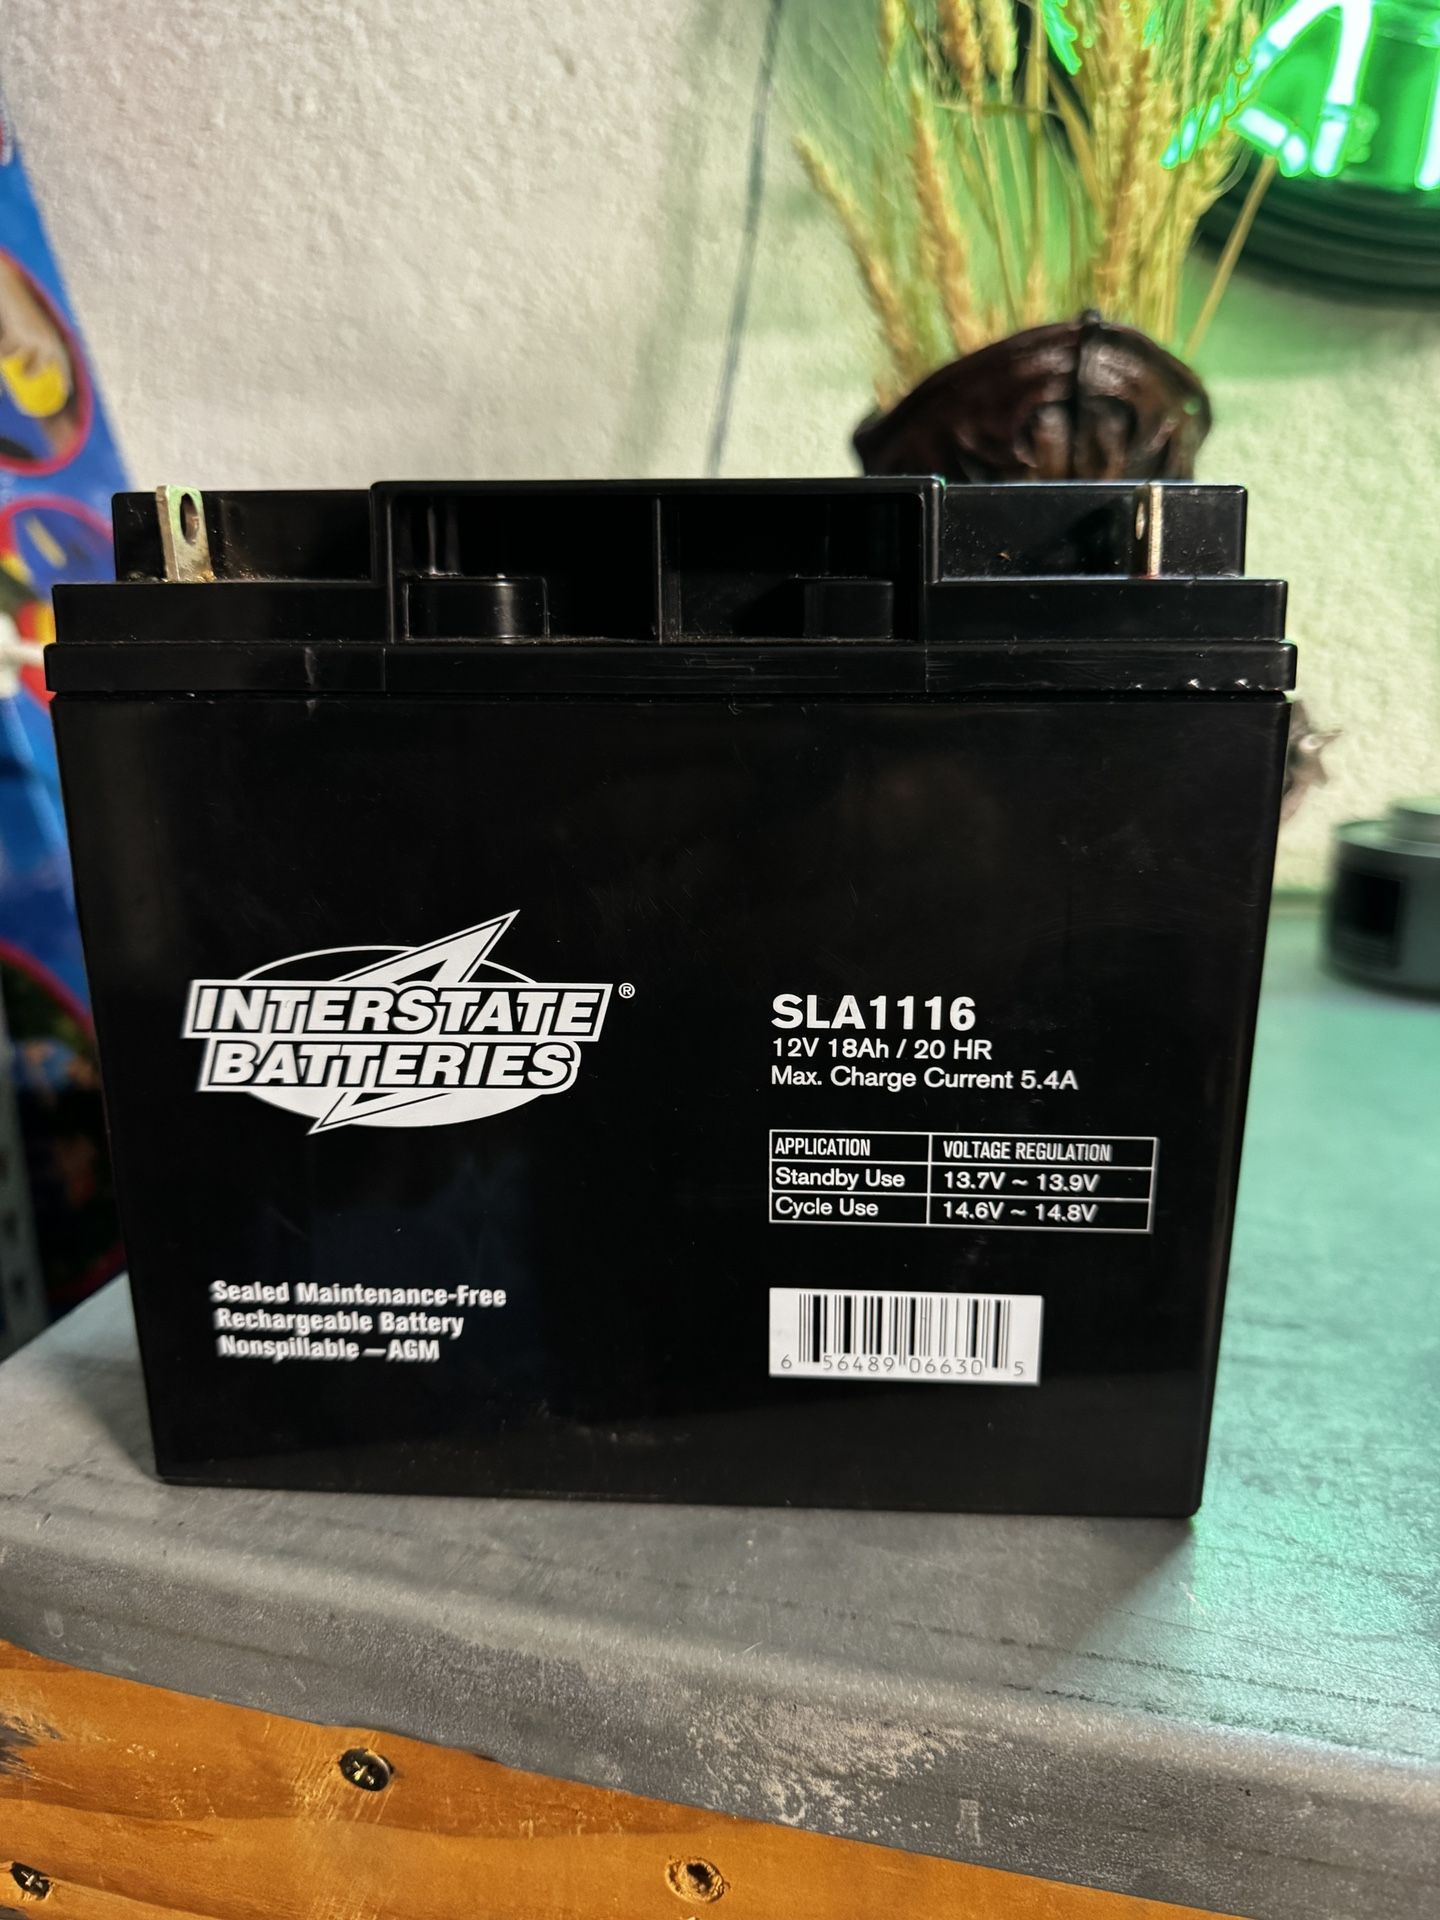 INTERSTATE ®
BATTERIES
SLA1116
12V 18Ah / 20 HR
Max. Charge Current 5.4A
APPLICATION VOLTAGE REGULATION
Standby Use 13.7V ~ 13.9V
Cycle Use 14.6V ~ 14.8V
Sealed Maintenance-Free
Rechargeable Battery
Nonspillable — AGM
6 56489 06630 5